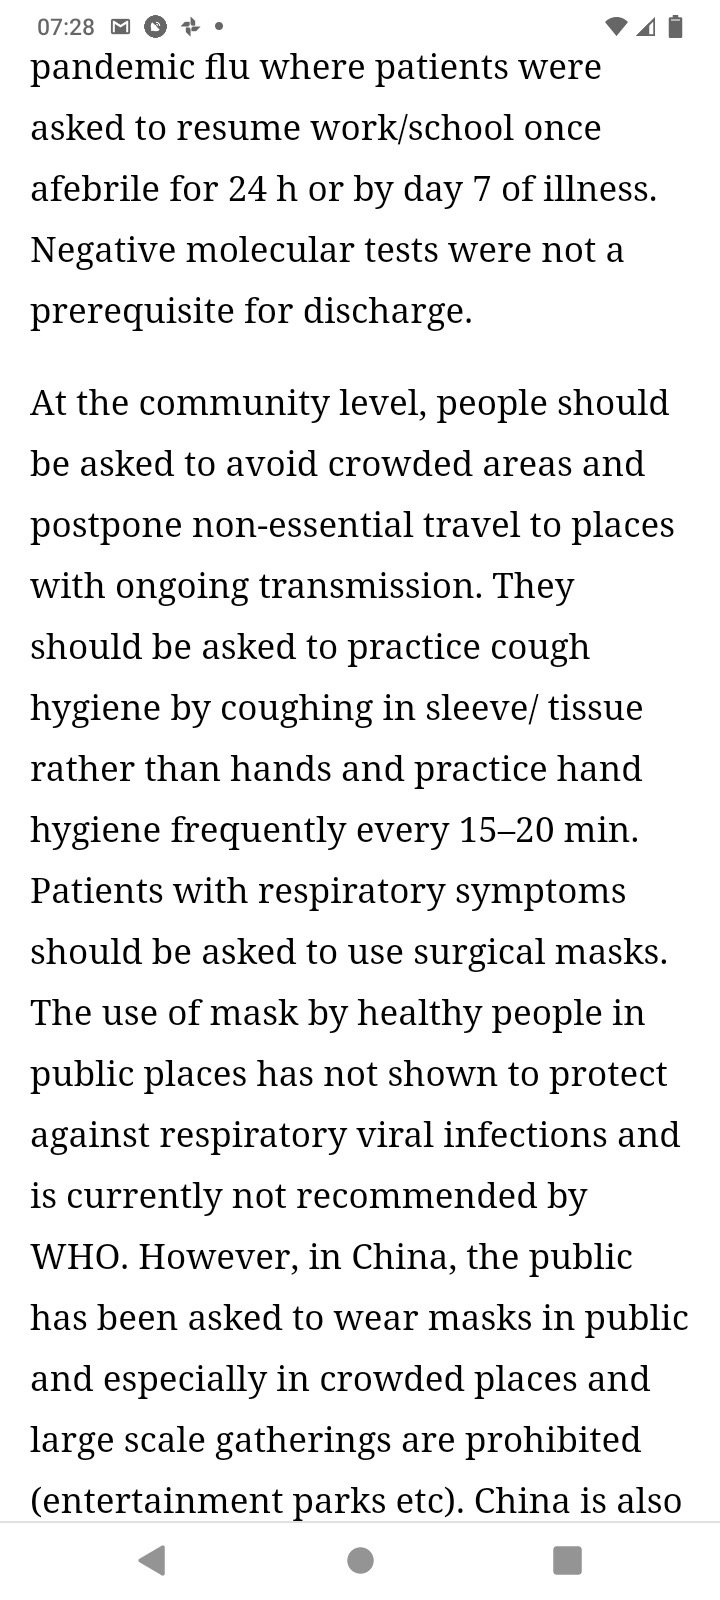 07:28
pandemic flu where patients were
asked to resume work/school once
afebrile for 24 h or by day 7 of illness.
Negative molecular tests were not a
prerequisite for discharge.
At the community level, people should
be asked to avoid crowded areas and
postpone non-essential travel to places
with ongoing transmission. They
should be asked to practice cough
hygiene by coughing in sleeve/ tissue
rather than hands and practice hand
hygiene frequently every 15–20 min.
Patients with respiratory symptoms
should be asked to use surgical masks.
The use of mask by healthy people in
public places has not shown to protect
against respiratory viral infections and
is currently not recommended by
WHO. However, in China, the public
has been asked to wear masks in public
and especially in crowded places and
large scale gatherings are prohibited
(entertainment parks etc). China is also